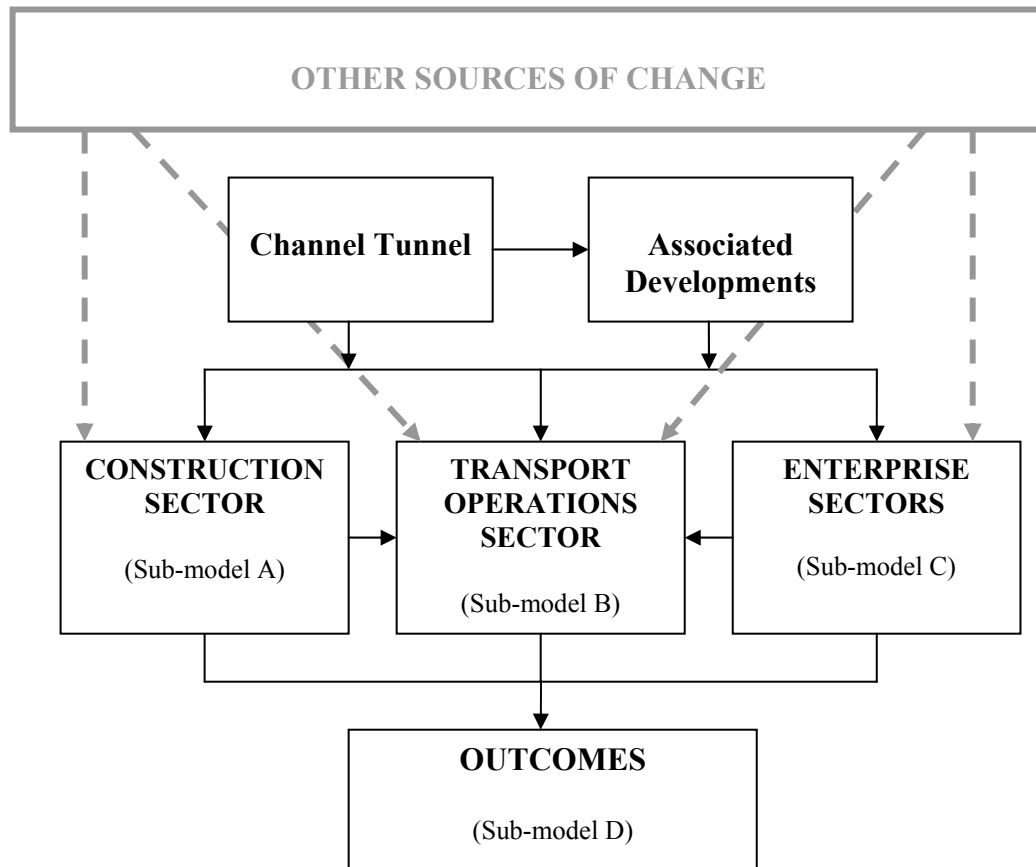 OTHER SOURCES OF CHANGE
Channel Tunnel
Associated
Developments
CONSTRUCTION
SECTOR
(Sub-model A)
TRANSPORT
OPERATIONS
SECTOR
(Sub-model B)
ENTERPRISE
SECTORS
(Sub-model C)
OUTCOMES
(Sub-model D)